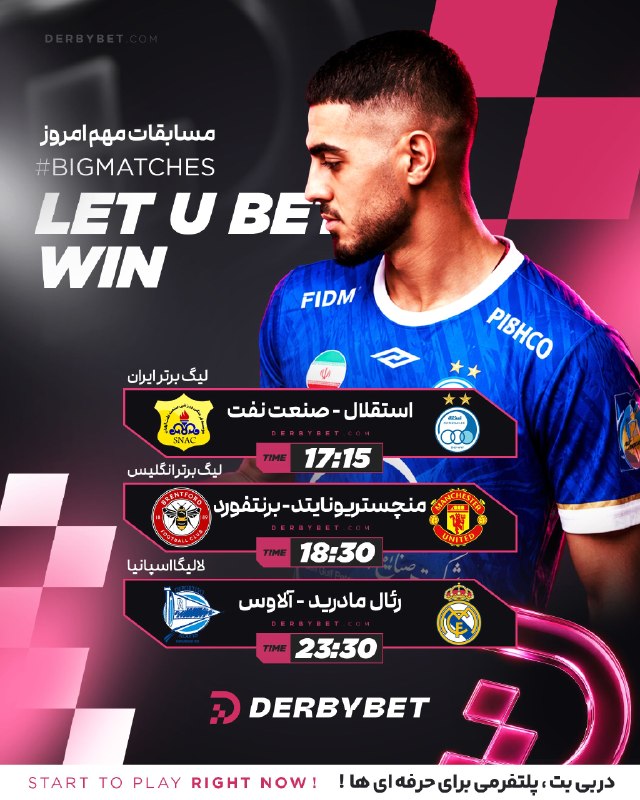 DERBYBET.COM
مسابقات مهم امروز
#BIGMATCHES
LET U BET
WIN
FIDM
PIBHCO
لیگ برتر ایران
استقلال - صنعت نفت
SNAC
DERBYBET.COM
TIME 17:15
لیگ برتر انگلیس
منچستریونایتد-برنتفورد
BRENTFORD
FOOTBALL CLUB
MANCHESTER
UNITED
DERBYBET.COM
TIME 18:30
لالیگا اسپانیا
رئال مادرید - آلاوس
DERBYBET.COM
TIME 23:30
DERBYBET
START TO PLAY RIGHT NOW!
دربی بت ، پلتفرمی برای حرفه ای ها !